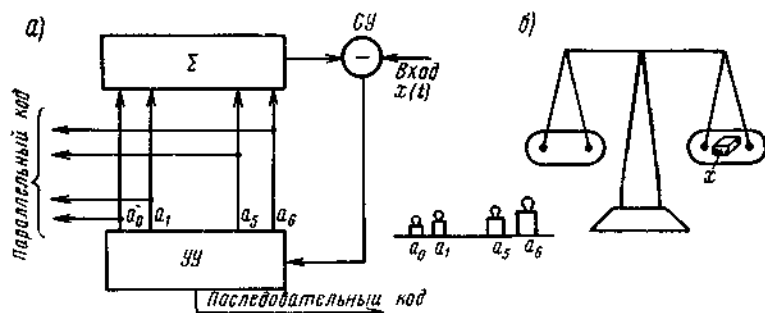 а)
СУ
Σ
−
Вход
x(t)
Параллельный код
a₀ a₁ a₅ a₆
УУ
Последовательный код
б)
x
a₀ a₁ a₅ a₆